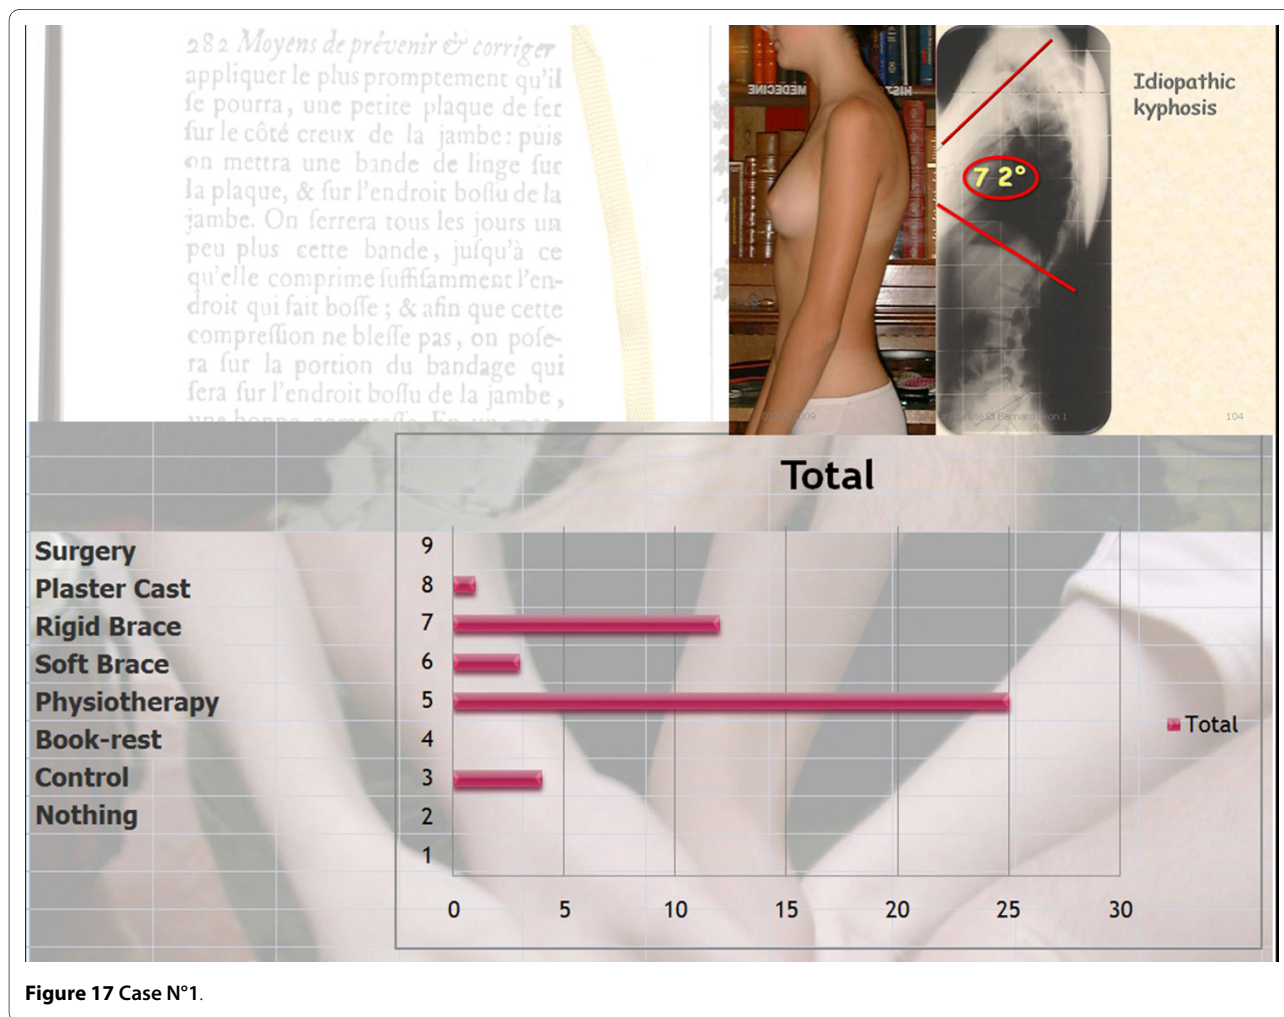 282 Moyens de prévenir & corriger
appliquer le plus promptement qu'il
ſe pourra, une petite plaque de fer
ſur le côté creux de la jambe: puis
on mettra une bande de linge ſur
la plaque, & ſur l'endroit boſſu de la
jambe. On ſerrera tous les jours un
peu plus cette bande, juſqu'à ce
qu'elle comprime ſuffiſamment l'en-
droit qui fait boſſe; & afin que cette
compreſſion ne bleſſe pas, on poſe-
ra ſur la portion du bandage qui
ſera ſur l'endroit boſſu de la jambe,
MEDECINE
HIST
Idiopathic
kyphosis
72°
104
Total
Surgery 9
Plaster Cast 8
Rigid Brace 7
Soft Brace 6
Physiotherapy 5
Book-rest 4
Control 3
Nothing 2
1
0 5 10 15 20 25 30
Total
Figure 17 Case N°1.